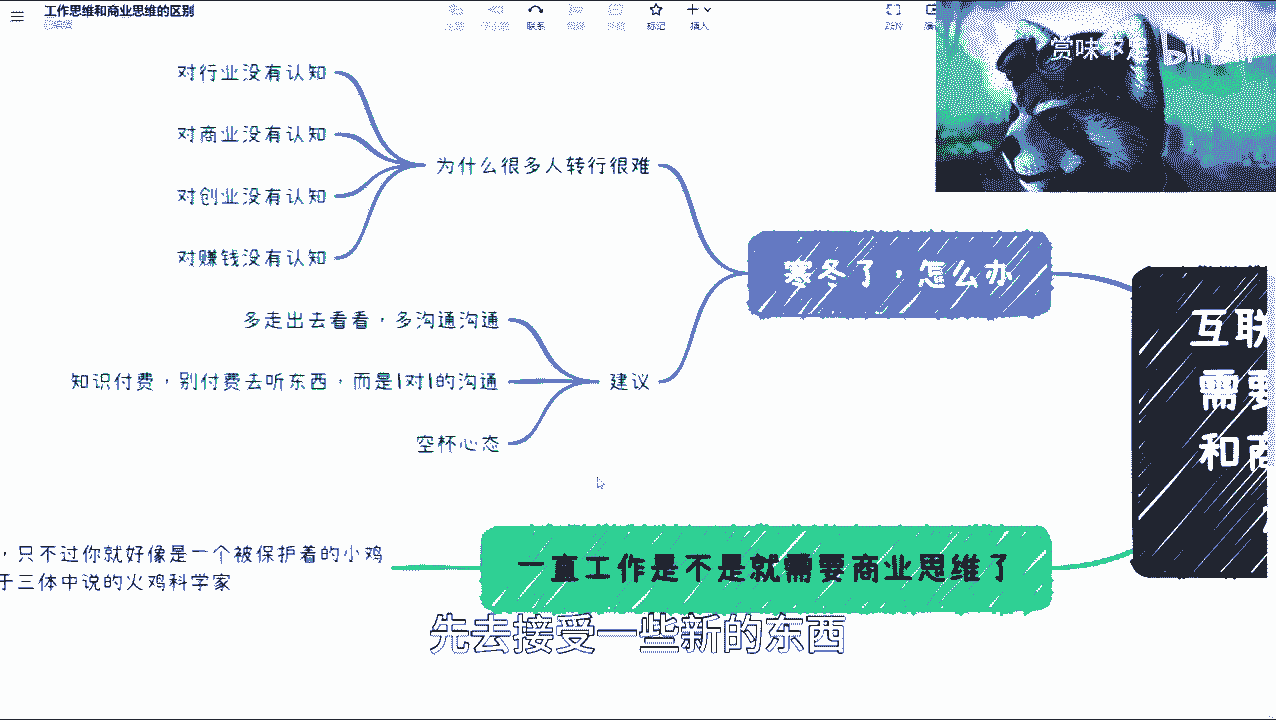 工作思维和商业思维的区别
已编辑
联系
标记
插入
赏味不足
对行业没有认知
对商业没有认知
对创业没有认知
对赚钱没有认知
为什么很多人转行很难
寒冬了，怎么办
多走出去看看，多沟通沟通
知识付费，别付费去听东西，而是1对1的沟通
空杯心态
建议
互联
需要
和商
，只不过你就好像是一个被保护着的小鸡
于三体中说的火鸡科学家
一直工作是不是就需要商业思维了
先去接受一些新的东西